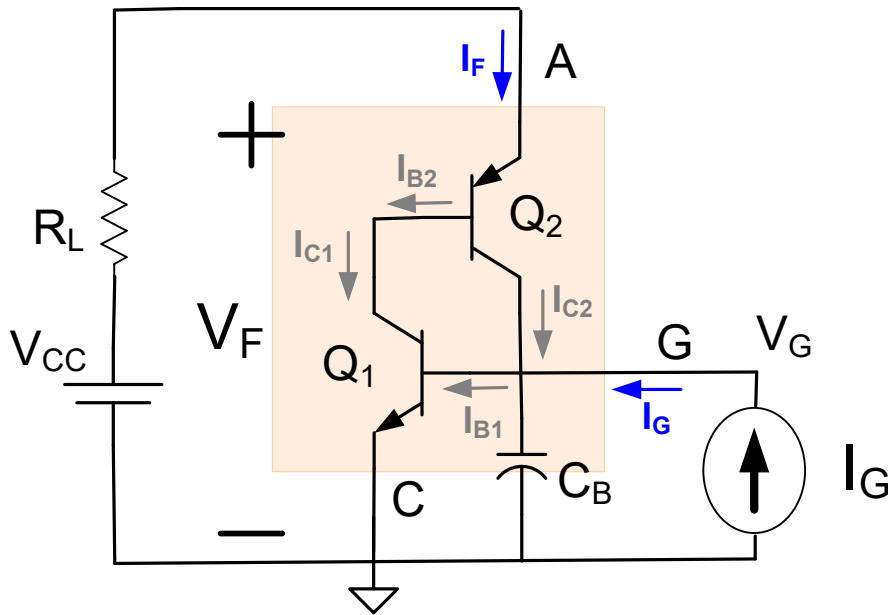 I_F
A
+
I_B2
Q_2
R_L
I_C1
I_C2
V_CC
V_F
Q_1
G
V_G
I_B1
I_G
I_G
C
C_B
−